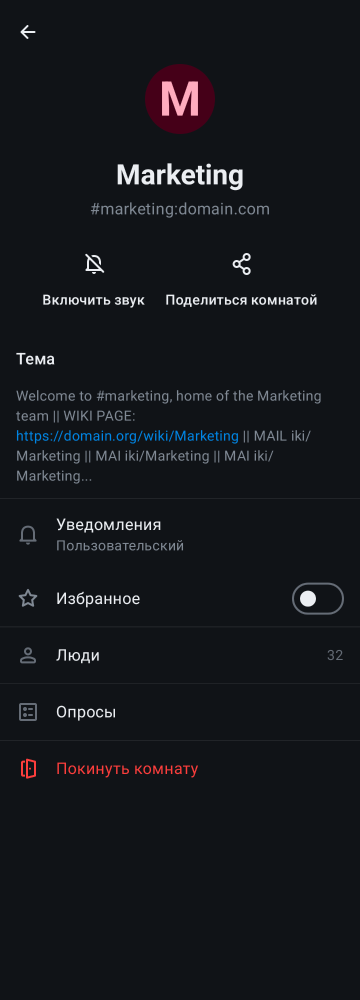 M
Marketing
#marketing:domain.com
Включить звук
Поделиться комнатой
Тема
Welcome to #marketing, home of the Marketing
team || WIKI PAGE:
https://domain.org/wiki/Marketing || MAIL iki/
Marketing || MAI iki/Marketing || MAI iki/
Marketing...
Уведомления
Пользовательский
Избранное
Люди
32
Опросы
Покинуть комнату